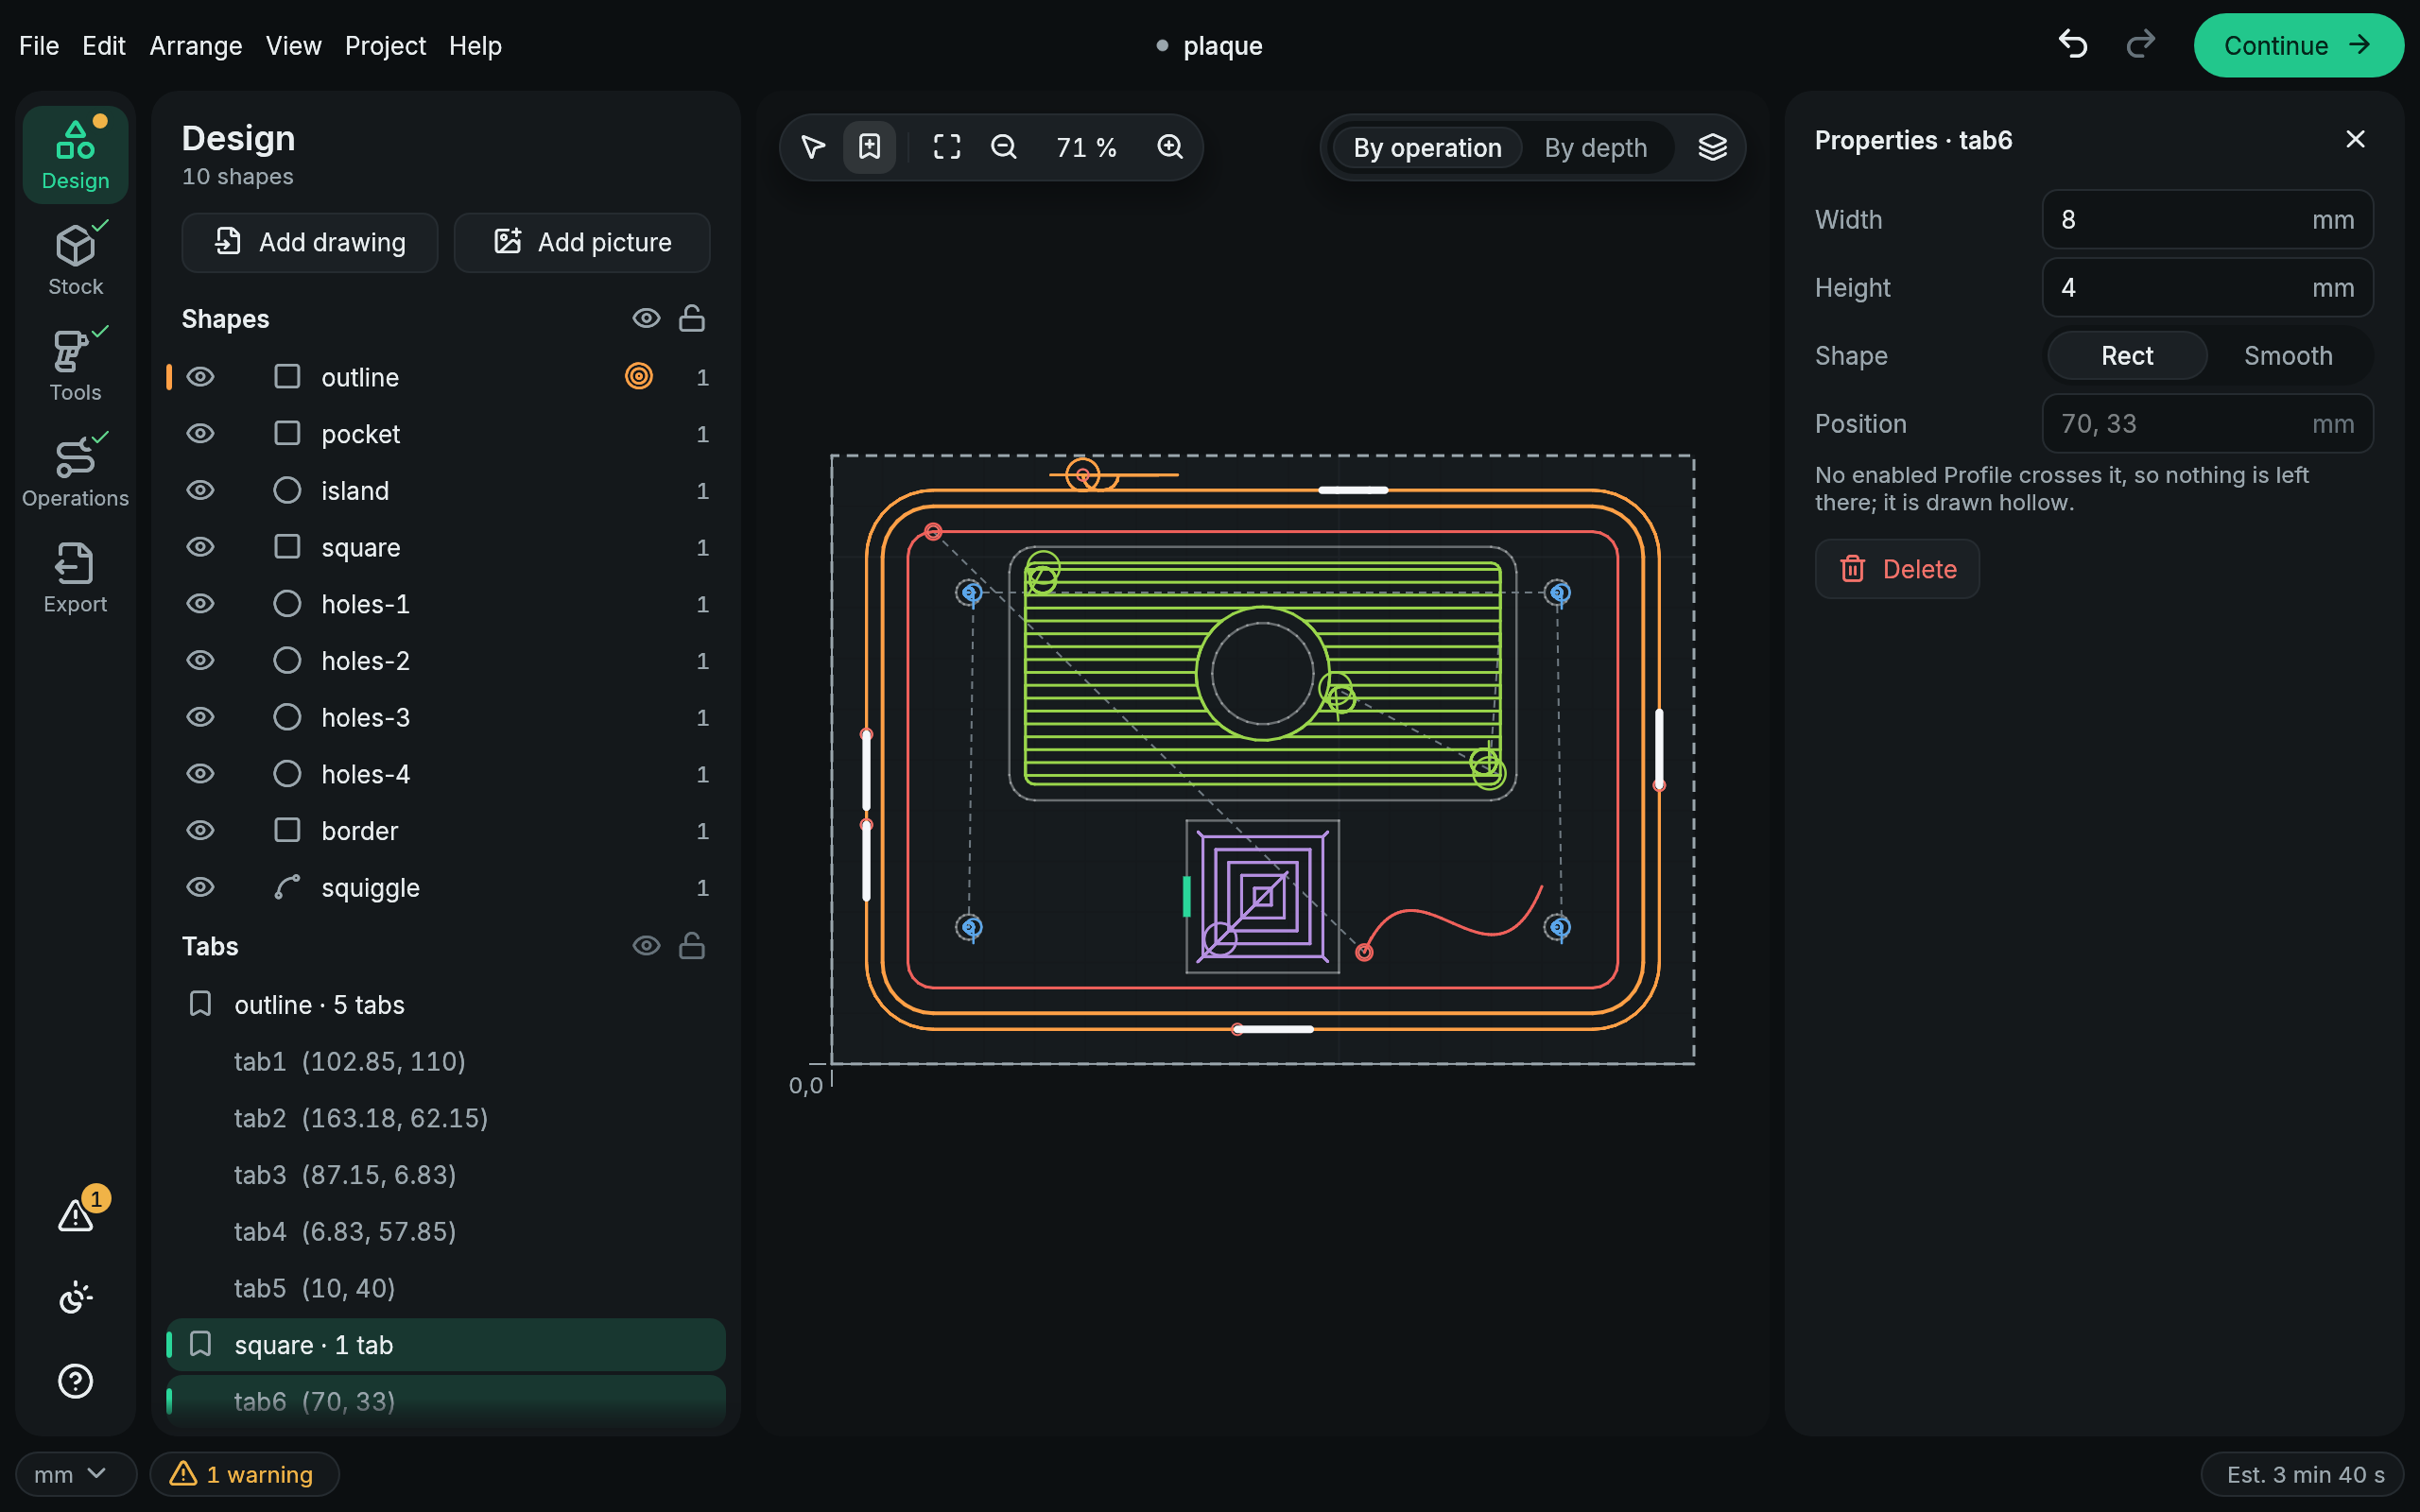 File Edit Arrange View Project Help
plaque
Continue
Design
Stock
Tools
Operations
Export
1
Design
10 shapes
Add drawing
Add picture
Shapes
outline 1
pocket 1
island 1
square 1
holes-1 1
holes-2 1
holes-3 1
holes-4 1
border 1
squiggle 1
Tabs
outline · 5 tabs
tab1 (102.85, 110)
tab2 (163.18, 62.15)
tab3 (87.15, 6.83)
tab4 (6.83, 57.85)
tab5 (10, 40)
square · 1 tab
tab6 (70, 33)
71 %
By operation
By depth
0,0
Properties · tab6
Width 8 mm
Height 4 mm
Shape Rect Smooth
Position 70, 33 mm
No enabled Profile crosses it, so nothing is left
there; it is drawn hollow.
Delete
mm
1 warning
Est. 3 min 40 s